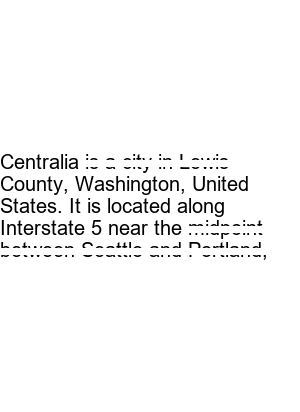 Centralia is a city in Lewis
County, Washington, United
States. It is located along
Interstate 5 near the midpoint
between Seattle and Portland,